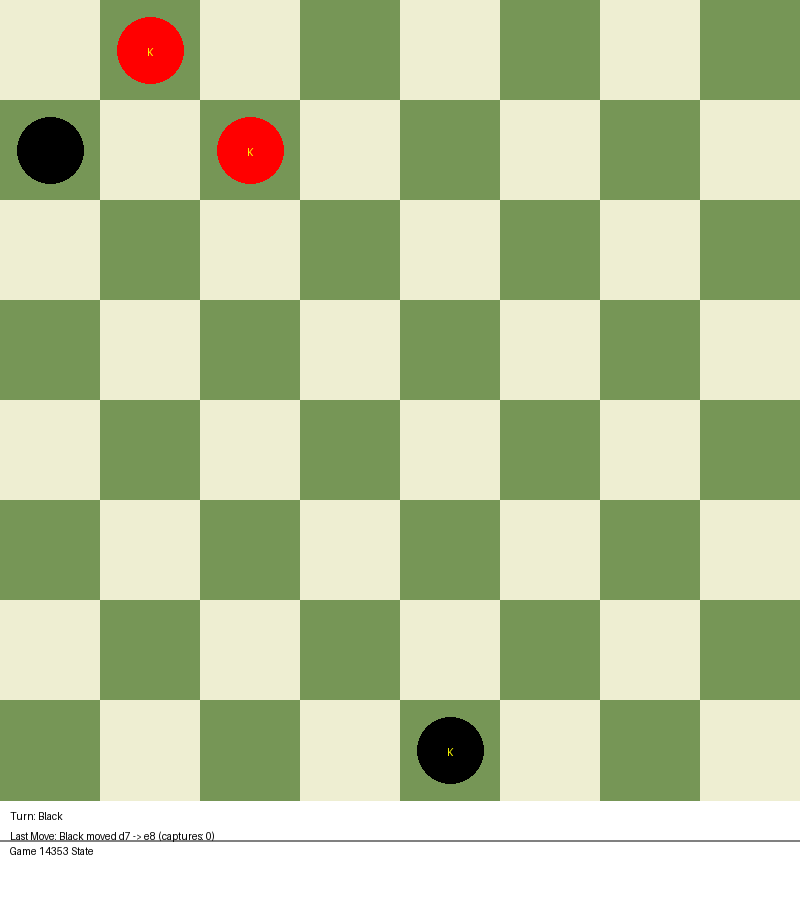 K
K
K
Turn: Black
Last Move: Black moved d7 -> e8 (captures: 0)
Game 14353 State